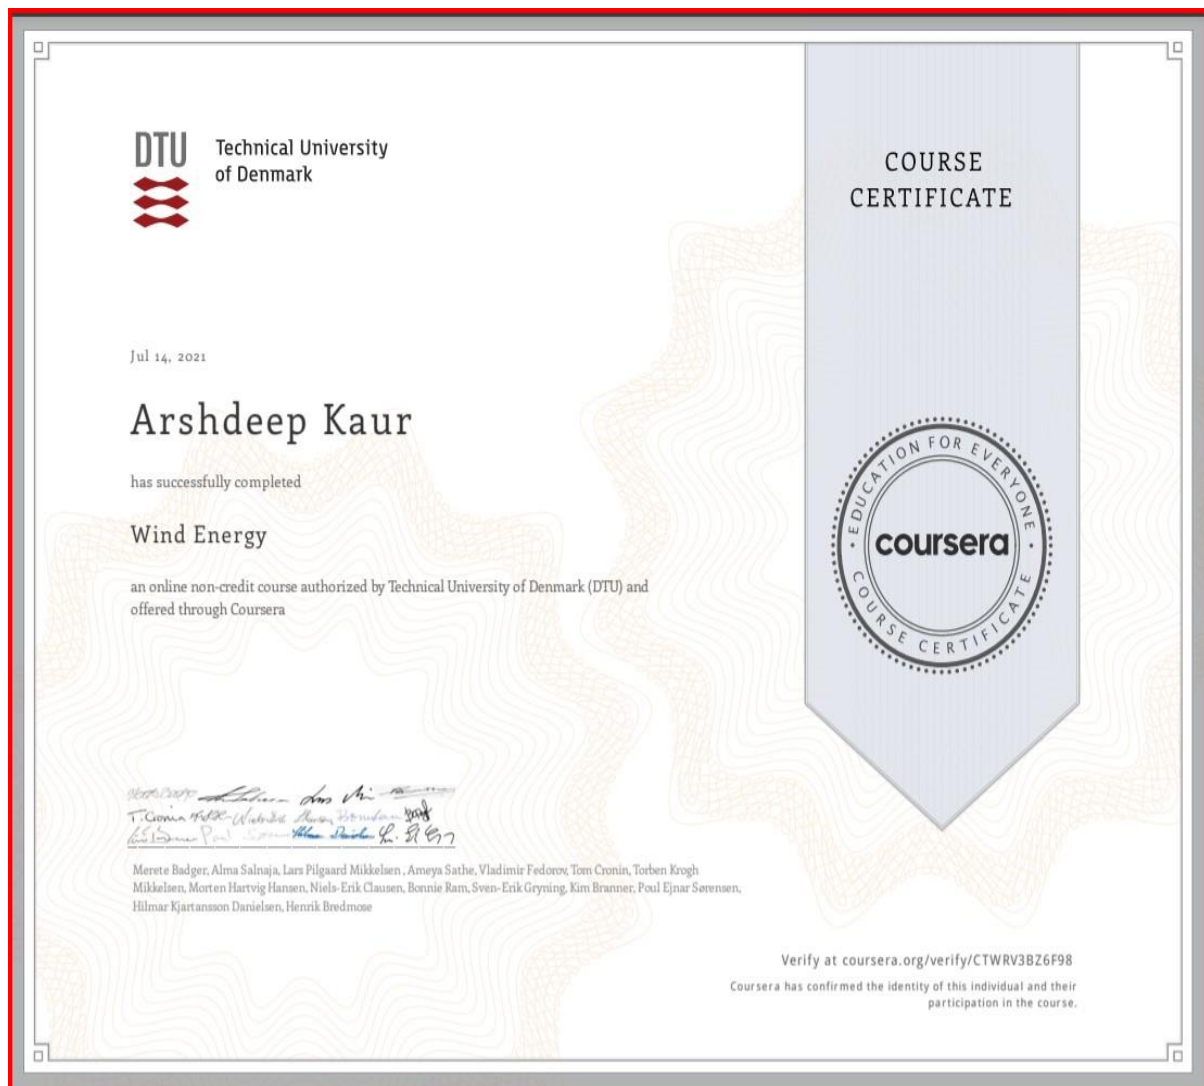 DTU
Technical University
of Denmark
COURSE
CERTIFICATE
Jul 14, 2021
Arshdeep Kaur
has successfully completed
Wind Energy
an online non-credit course authorized by Technical University of Denmark (DTU) and
offered through Coursera
EDUCATION FOR EVERYONE
coursera
COURSE CERTIFICATE
T. Cronin
Merete Badger, Alma Salnaja, Lars Pilgaard Mikkelsen , Ameya Sathe, Vladimir Fedorov, Tom Cronin, Torben Krogh
Mikkelsen, Morten Hartvig Hansen, Niels-Erik Clausen, Bonnie Ram, Sven-Erik Gryning, Kim Branner, Poul Ejnar Sørensen,
Hilmar Kjartansson Danielsen, Henrik Bredmose
Verify at coursera.org/verify/CTWRV3BZ6F98
Coursera has confirmed the identity of this individual and their
participation in the course.